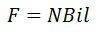 F = NBil